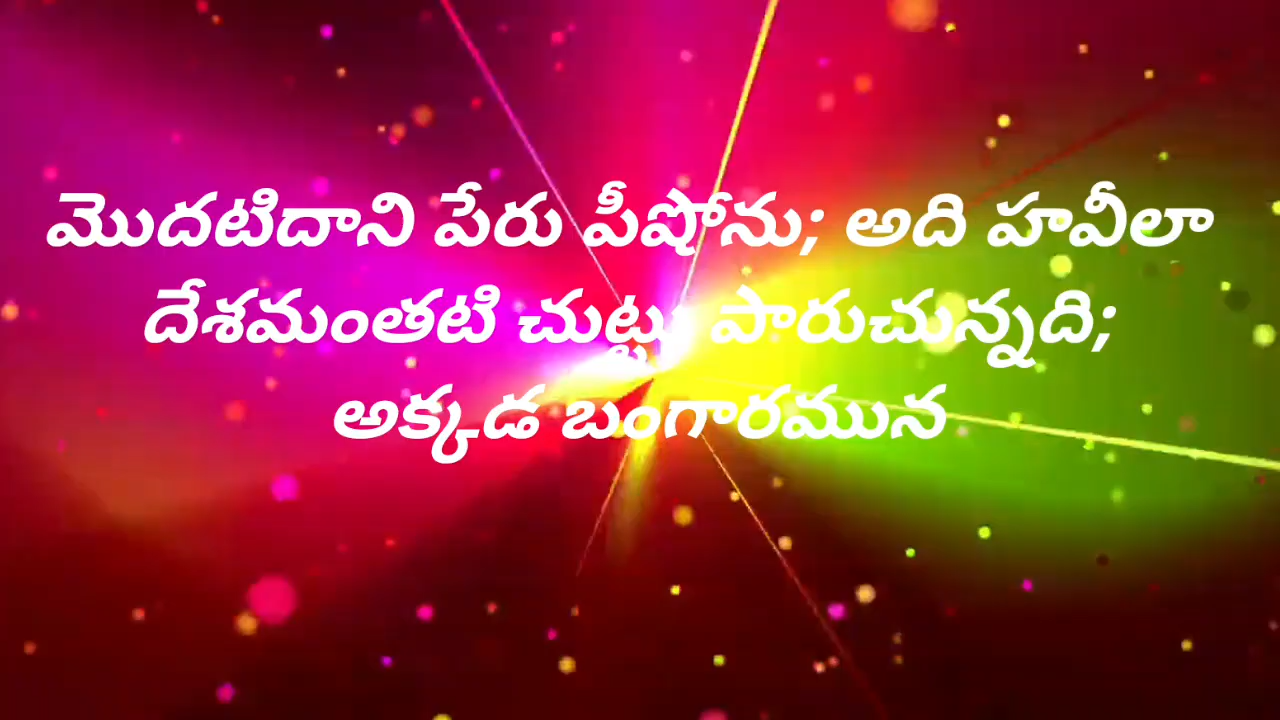 మొదటిదాని పేరు పీషోను; అది హవీలా
దేశమంతటి చుట్టు పారుచున్నది;
అక్కడ బంగారమున